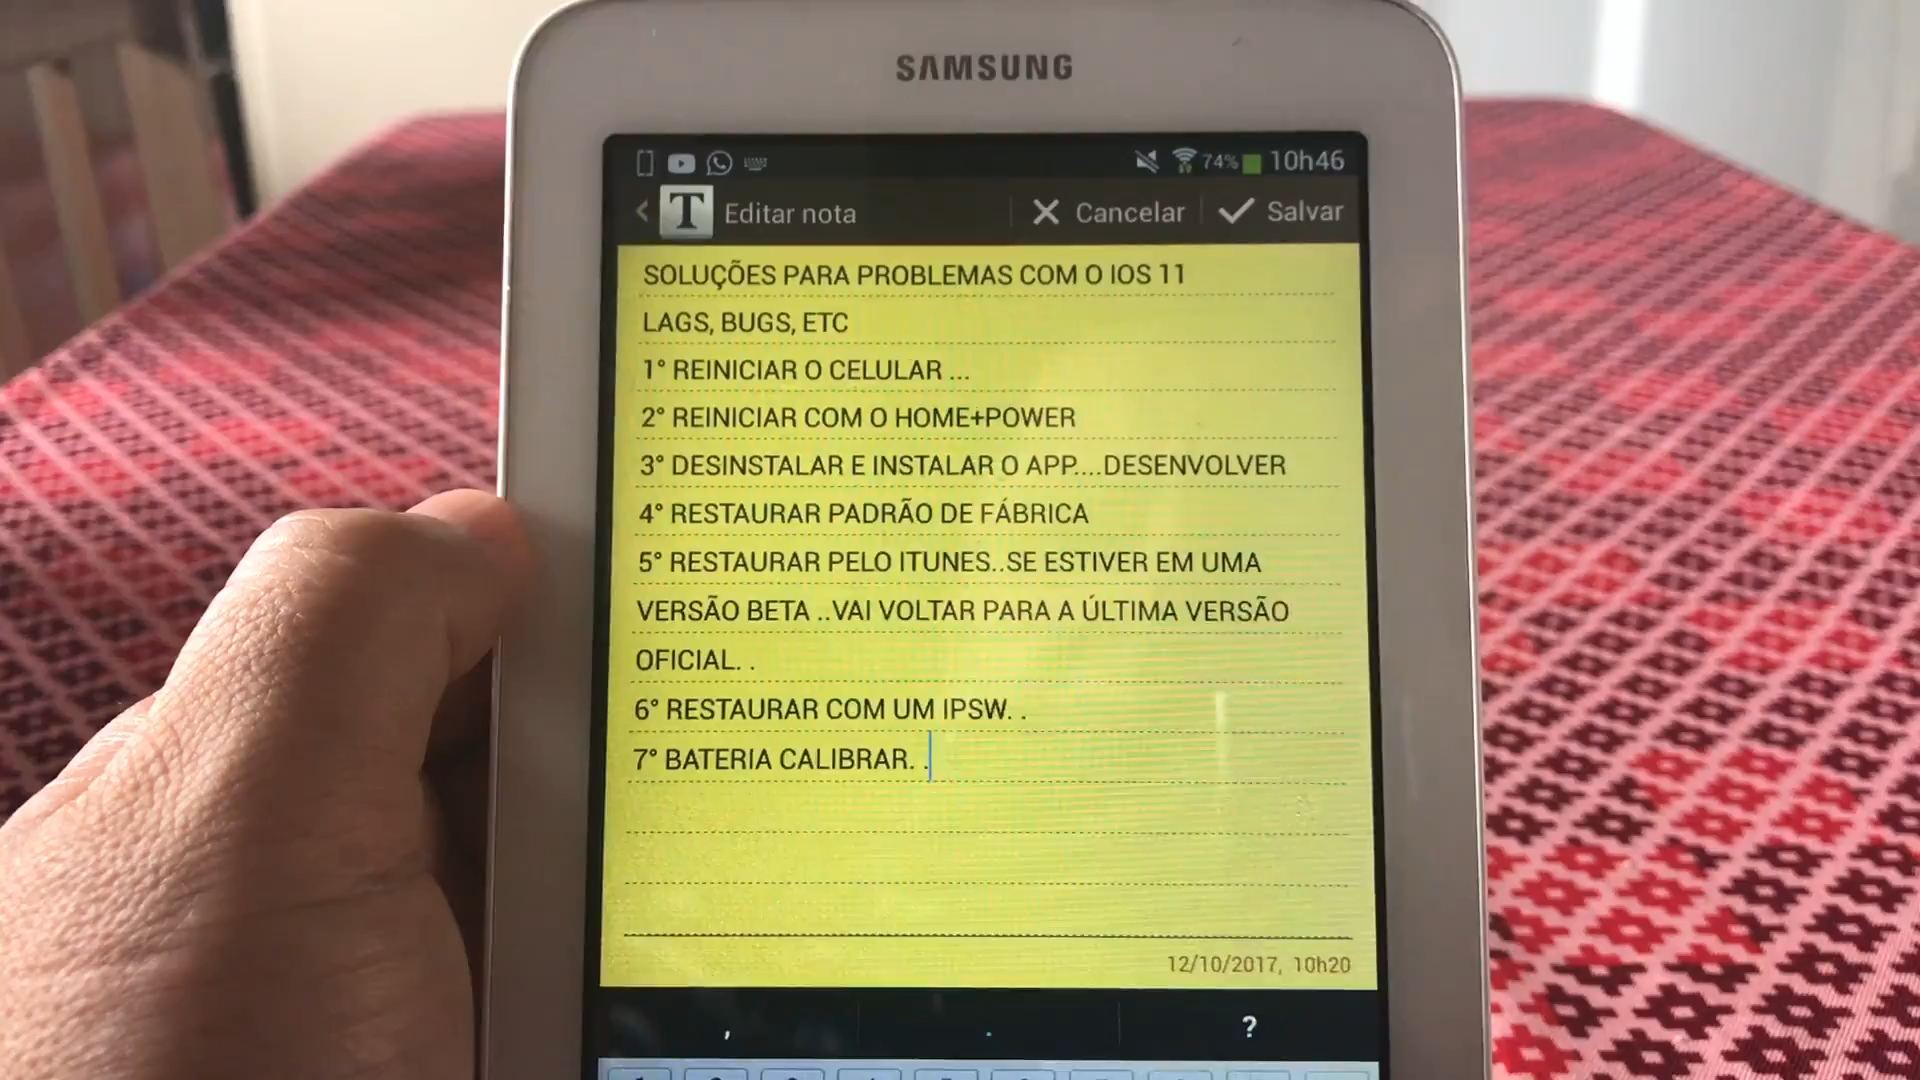 SAMSUNG
74% 10h46
Editar nota Cancelar Salvar
SOLUÇÕES PARA PROBLEMAS COM O IOS 11
LAGS, BUGS, ETC
1° REINICIAR O CELULAR ...
2° REINICIAR COM O HOME+POWER
3° DESINSTALAR E INSTALAR O APP....DESENVOLVER
4° RESTAURAR PADRÃO DE FÁBRICA
5° RESTAURAR PELO ITUNES..SE ESTIVER EM UMA
VERSÃO BETA ..VAI VOLTAR PARA A ÚLTIMA VERSÃO
OFICIAL. .
6° RESTAURAR COM UM IPSW. .
7° BATERIA CALIBRAR. .
12/10/2017, 10h20
, . ?